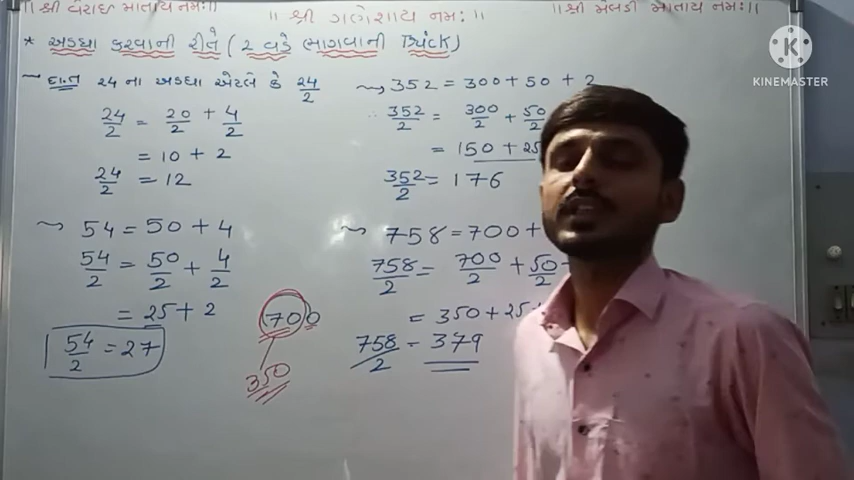 ॥ શ્રી વૈરાઈ માતાય નમઃ॥
॥ શ્રી ગણેશાય નમઃ॥
॥ શ્રી મેલડી માતાય નમઃ॥
KINEMASTER
* અડધા કરવાની રીત (2 વડે ભાગવાની Trick)
~ દા.ત 24 ના અડધા એટલે કે 24/2
24/2 = 20/2 + 4/2
= 10 + 2
24/2 = 12
~ 54 = 50 + 4
54/2 = 50/2 + 4/2
= 25 + 2
54/2 = 27
700
350
~ 352 = 300 + 50 + 2
352/2 = 300/2 + 50/2
= 150 + 25
352/2 = 176
~ 758 = 700 +
758/2 = 700/2 + 50/2 +
= 350 + 25 +
758/2 = 379